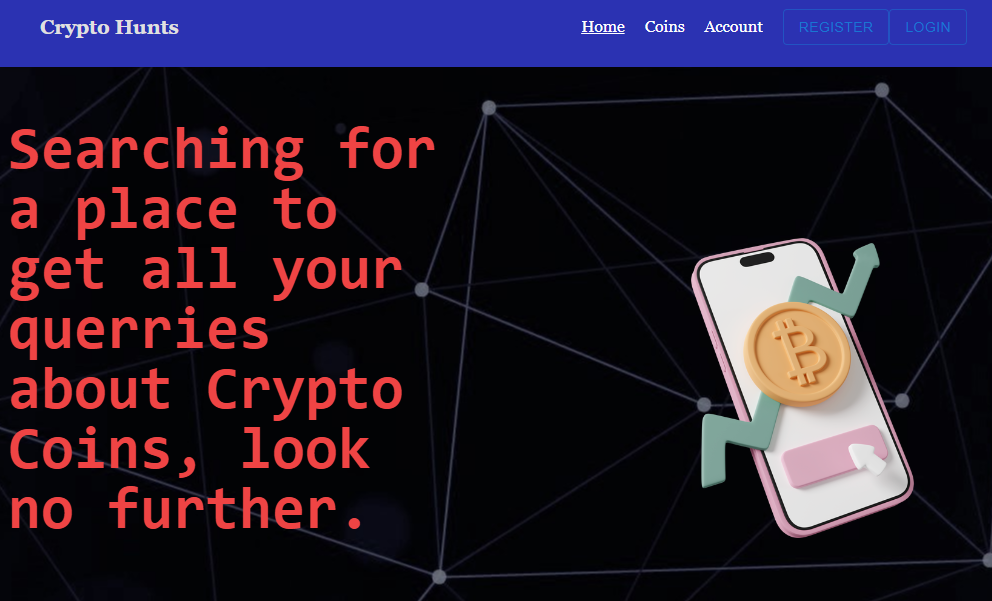 Crypto Hunts
Home Coins Account REGISTER LOGIN
Searching for
a place to
get all your
querries
about Crypto
Coins, look
no further.